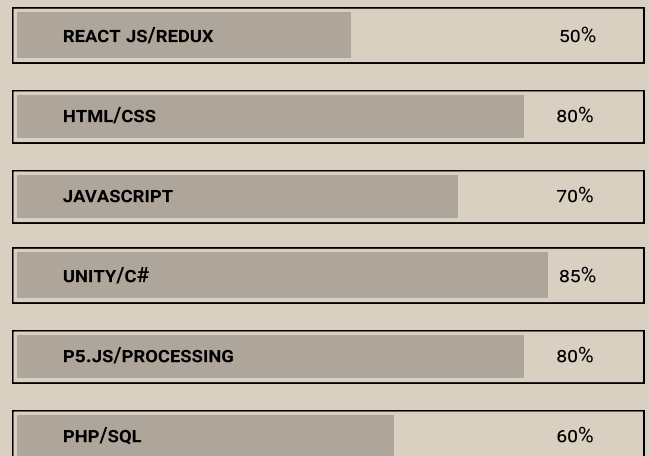 REACT JS/REDUX 50%
HTML/CSS 80%
JAVASCRIPT 70%
UNITY/C# 85%
P5.JS/PROCESSING 80%
PHP/SQL 60%